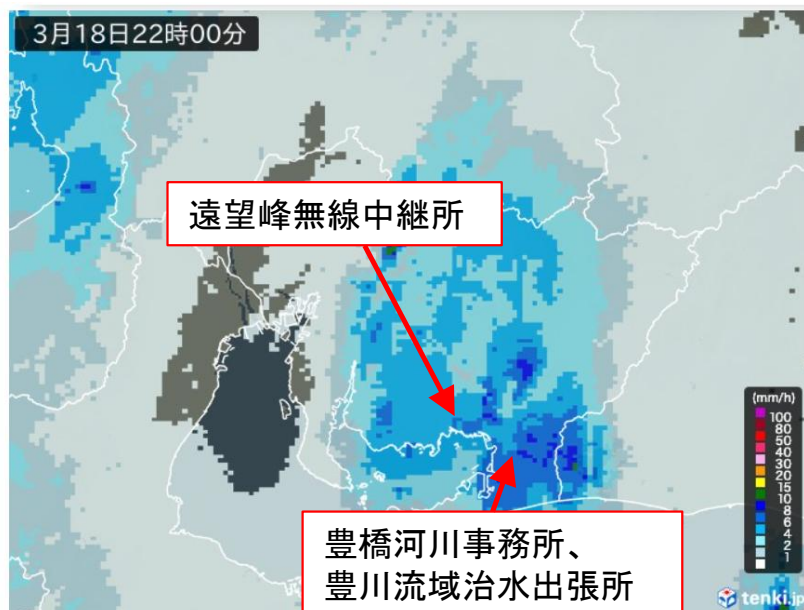 3月18日22時00分
遠望峰無線中継所
(mm/h)
100
80
50
40
30
20
15
10
8
6
4
2
1
豊橋河川事務所、
豊川流域治水出張所
tenki.jp